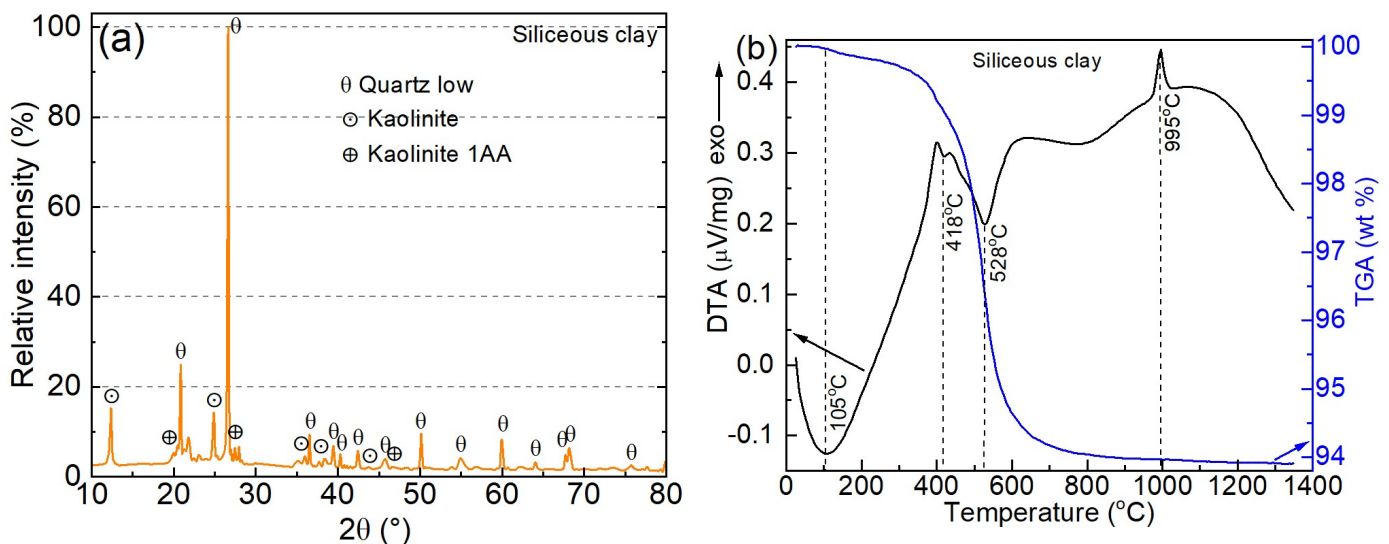 (a)
Siliceous clay
θ
θ Quartz low
⊙ Kaolinite
⊕ Kaolinite 1AA
Relative intensity (%)
100
80
60
40
20
0
θ
⊙
⊕
⊙
⊕
⊙
θ
⊙
θ
θ
θ
⊙
θ
⊕
θ
θ
θ
θ
θ
θ
θ
10
20
30
40
50
60
70
80
2θ (°)
(b)
Siliceous clay
DTA (μV/mg) exo
0.4
0.3
0.2
0.1
0.0
-0.1
105°C
418°C
528°C
995°C
100
99
98
97
96
95
94
TGA (wt %)
0
200
400
600
800
1000
1200
1400
Temperature (°C)